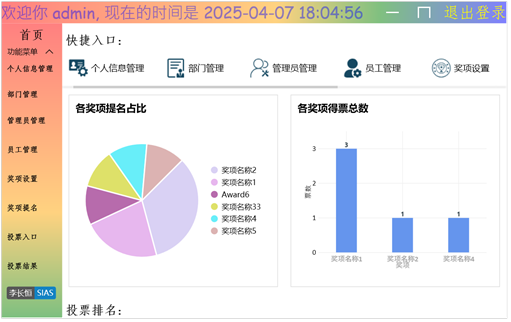 欢迎你 admin, 现在的时间是 2025-04-07 18:04:56
退出登录
首页
功能菜单
个人信息管理
部门管理
管理员管理
员工管理
奖项设置
奖项提名
投票入口
投票结果
李长恒 SIAS
快捷入口:
个人信息管理 部门管理 管理员管理 员工管理 奖项设置
各奖项提名占比
奖项名称2
奖项名称1
Award6
奖项名称33
奖项名称4
奖项名称5
各奖项得票总数
票数
3
2
1
0
3
1
1
奖项名称1 奖项名称2 奖项名称4
奖项
投票排名: